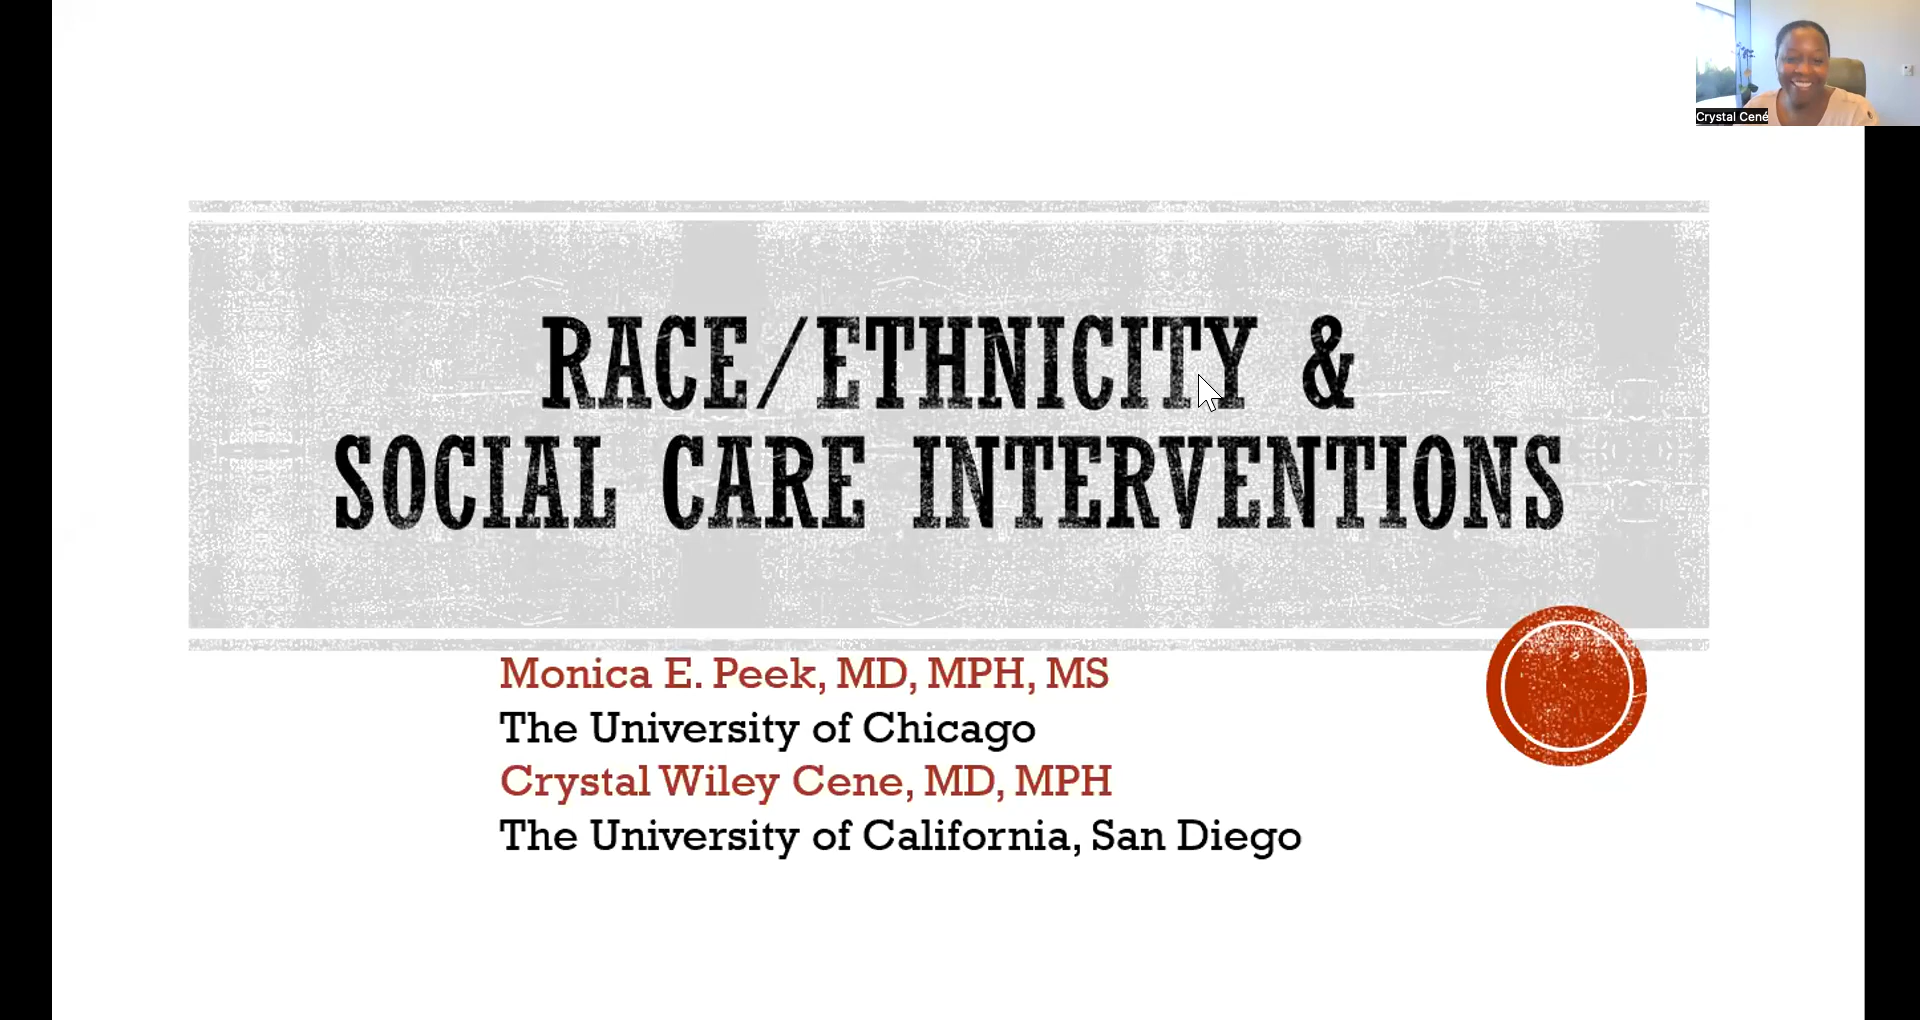 Crystal Cené
RACE/ETHNICITY &
SOCIAL CARE INTERVENTIONS
Monica E. Peek, MD, MPH, MS
The University of Chicago
Crystal Wiley Cene, MD, MPH
The University of California, San Diego